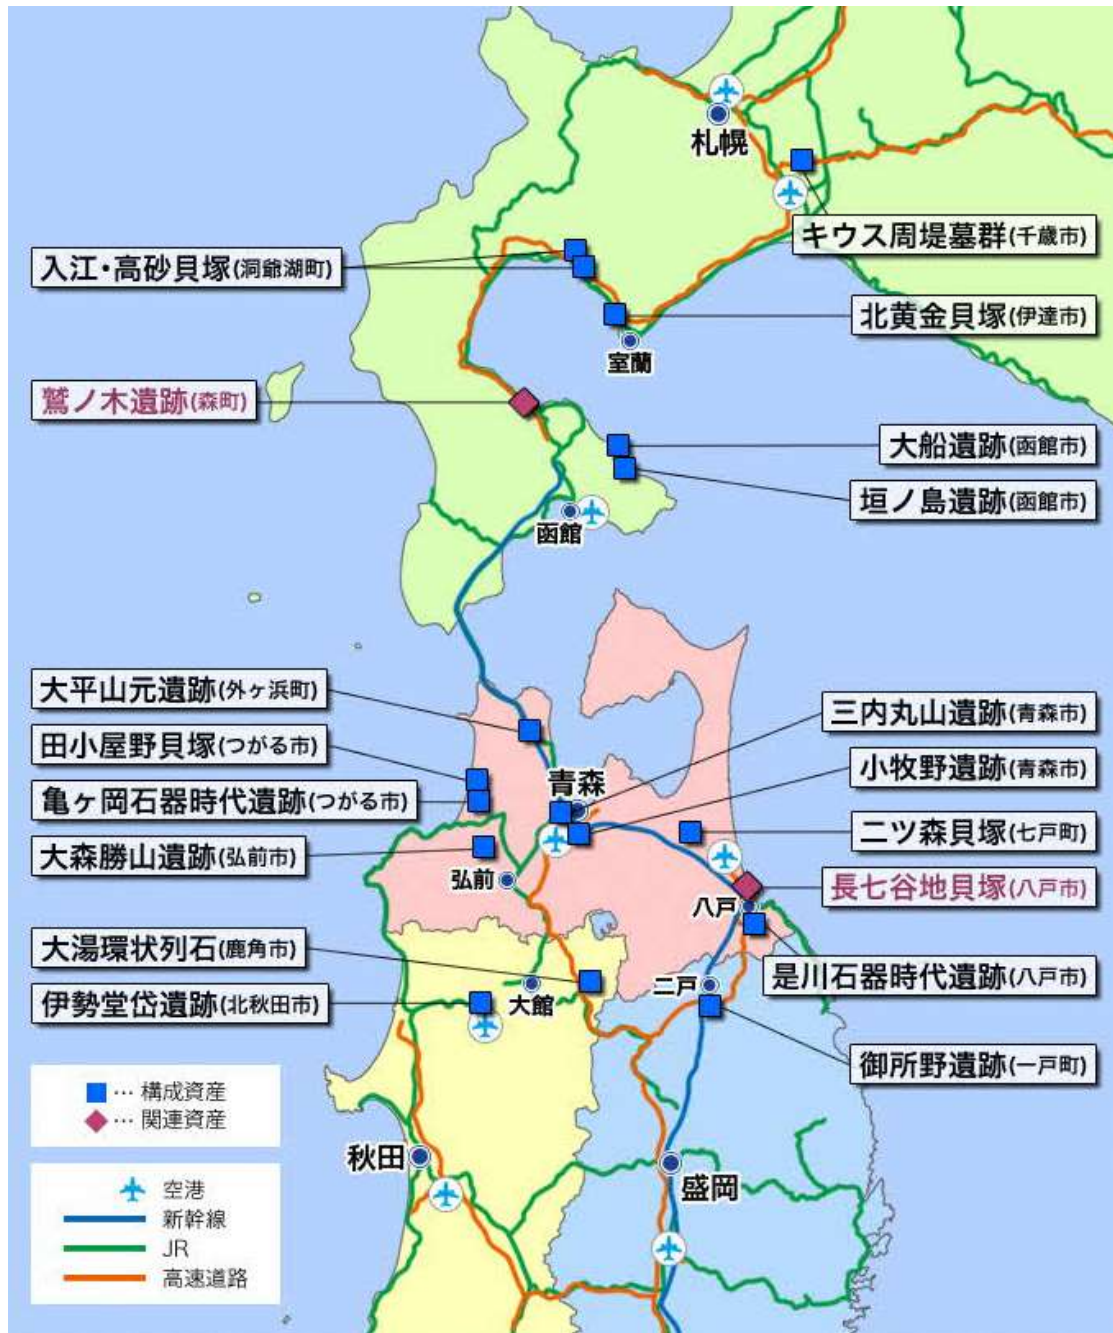 札幌
キウス周堤墓群(千歳市)
入江・高砂貝塚(洞爺湖町)
北黄金貝塚(伊達市)
室蘭
鷲ノ木遺跡(森町)
大船遺跡(函館市)
垣ノ島遺跡(函館市)
函館
大平山元遺跡(外ヶ浜町)
三内丸山遺跡(青森市)
田小屋野貝塚(つがる市)
小牧野遺跡(青森市)
青森
亀ヶ岡石器時代遺跡(つがる市)
二ツ森貝塚(七戸町)
大森勝山遺跡(弘前市)
弘前
長七谷地貝塚(八戸市)
八戸
大湯環状列石(鹿角市)
是川石器時代遺跡(八戸市)
二戸
伊勢堂岱遺跡(北秋田市)
大館
御所野遺跡(一戸町)
… 構成資産
… 関連資産
秋田
盛岡
空港
新幹線
JR
高速道路